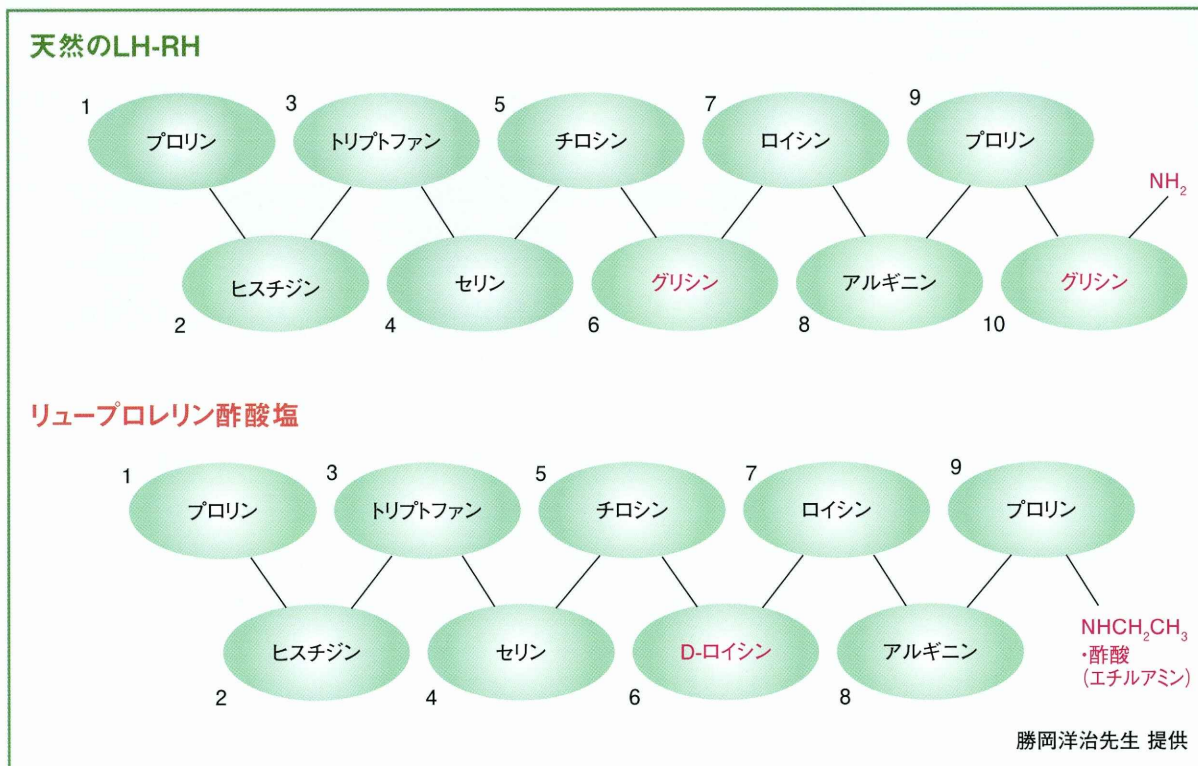 天然のLH-RH
1 プロリン
2 ヒスチジン
3 トリプトファン
4 セリン
5 チロシン
6 グリシン
7 ロイシン
8 アルギニン
9 プロリン
10 グリシン
NH₂
リュープロレリン酢酸塩
1 プロリン
2 ヒスチジン
3 トリプトファン
4 セリン
5 チロシン
6 D-ロイシン
7 ロイシン
8 アルギニン
9 プロリン
NHCH₂CH₃
・酢酸
(エチルアミン)
勝岡洋治先生 提供